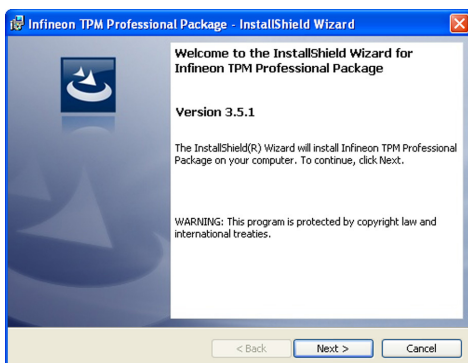 Infineon TPM Professional Package - InstallShield Wizard
Welcome to the InstallShield Wizard for
Infineon TPM Professional Package
Version 3.5.1
The InstallShield(R) Wizard will install Infineon TPM Professional
Package on your computer. To continue, click Next.
WARNING: This program is protected by copyright law and
international treaties.
< Back Next > Cancel